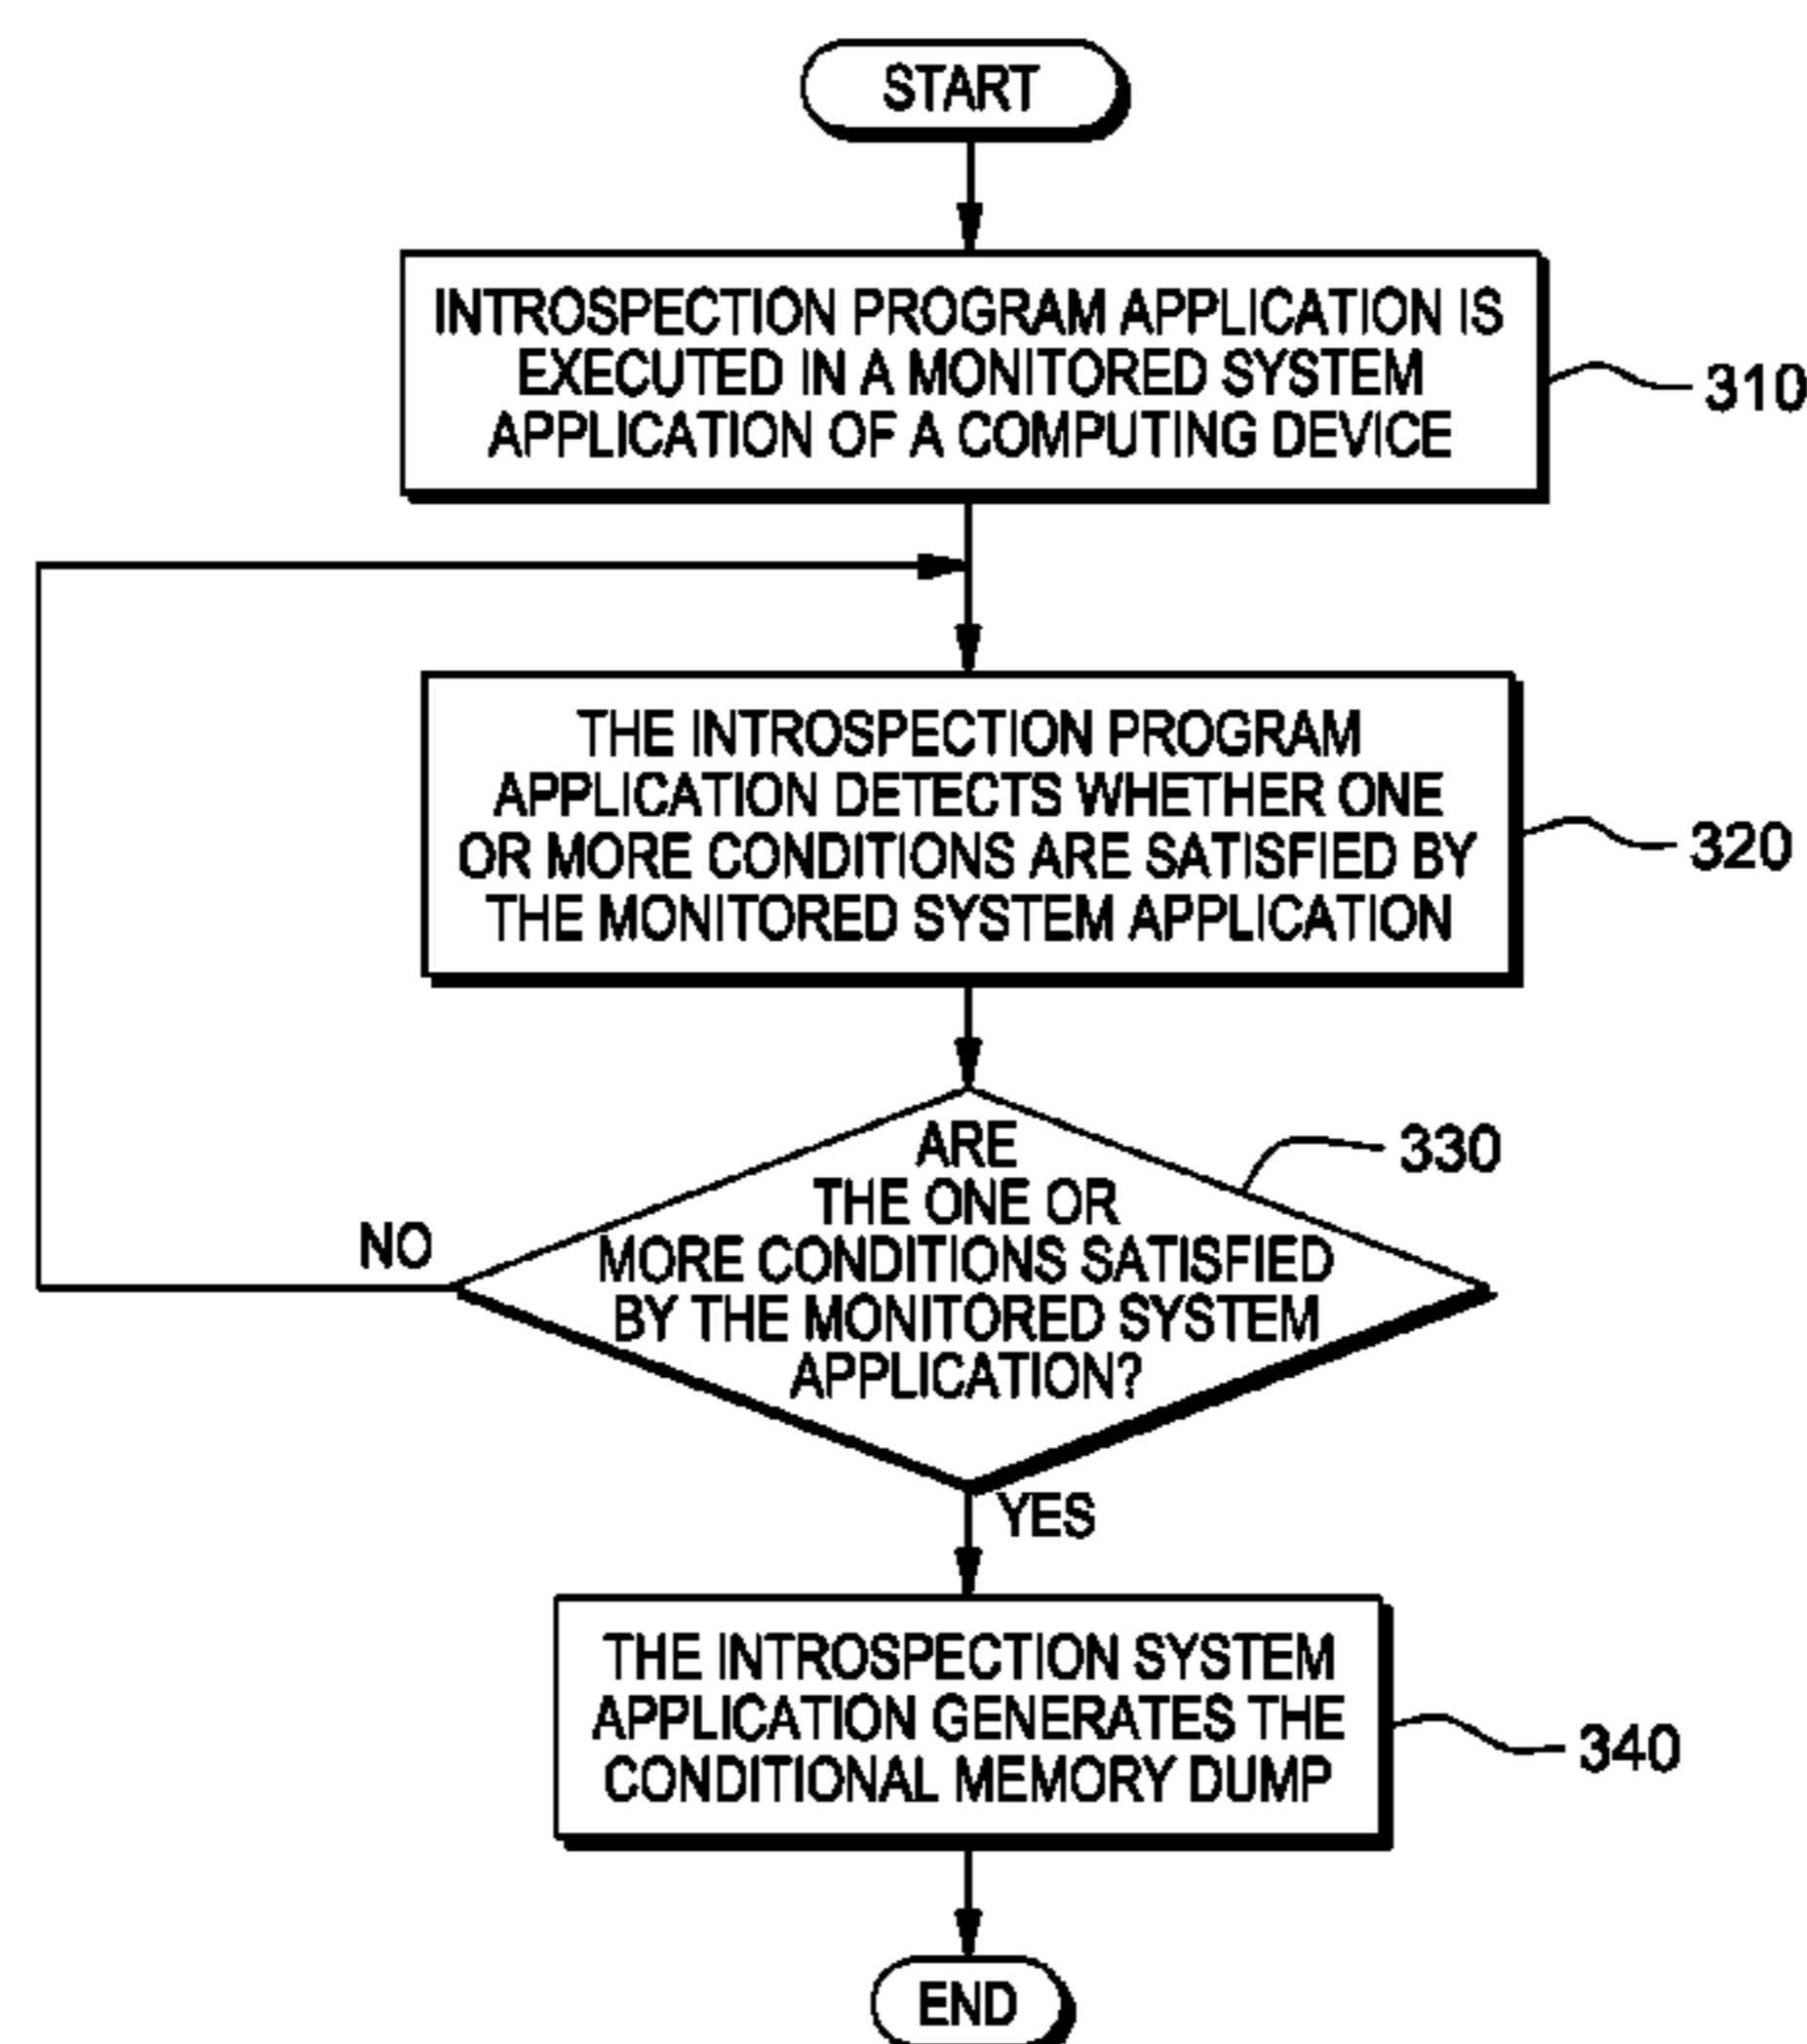 START
INTROSPECTION PROGRAM APPLICATION IS
EXECUTED IN A MONITORED SYSTEM
APPLICATION OF A COMPUTING DEVICE
310
THE INTROSPECTION PROGRAM
APPLICATION DETECTS WHETHER ONE
OR MORE CONDITIONS ARE SATISFIED BY
THE MONITORED SYSTEM APPLICATION
320
ARE
THE ONE OR
MORE CONDITIONS SATISFIED
BY THE MONITORED SYSTEM
APPLICATION?
330
NO
YES
THE INTROSPECTION SYSTEM
APPLICATION GENERATES THE
CONDITIONAL MEMORY DUMP
340
END